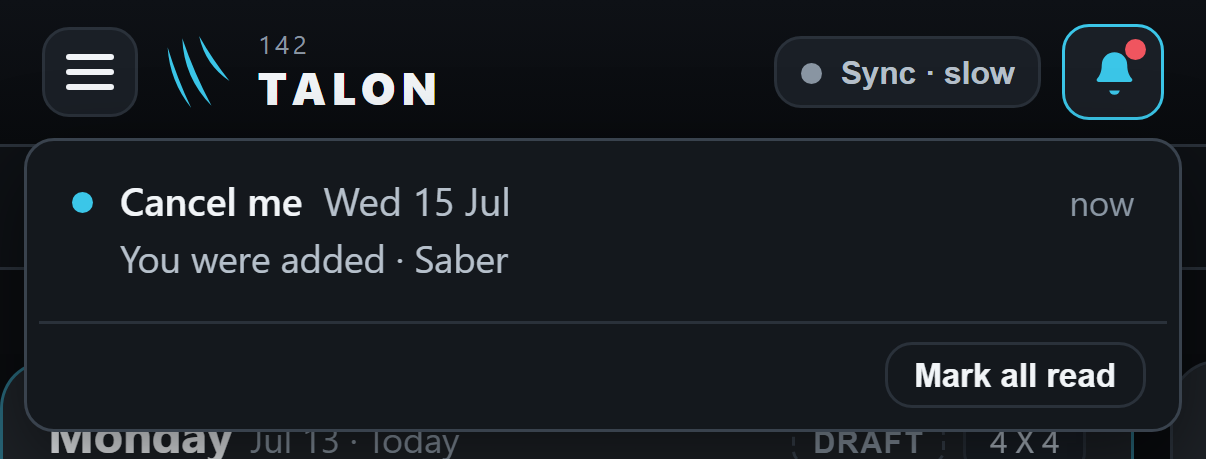 142
TALON
Sync · slow
Cancel me Wed 15 Jul
now
You were added · Saber
Mark all read
Monday Jul 13 · Today
DRAFT
4 X 4